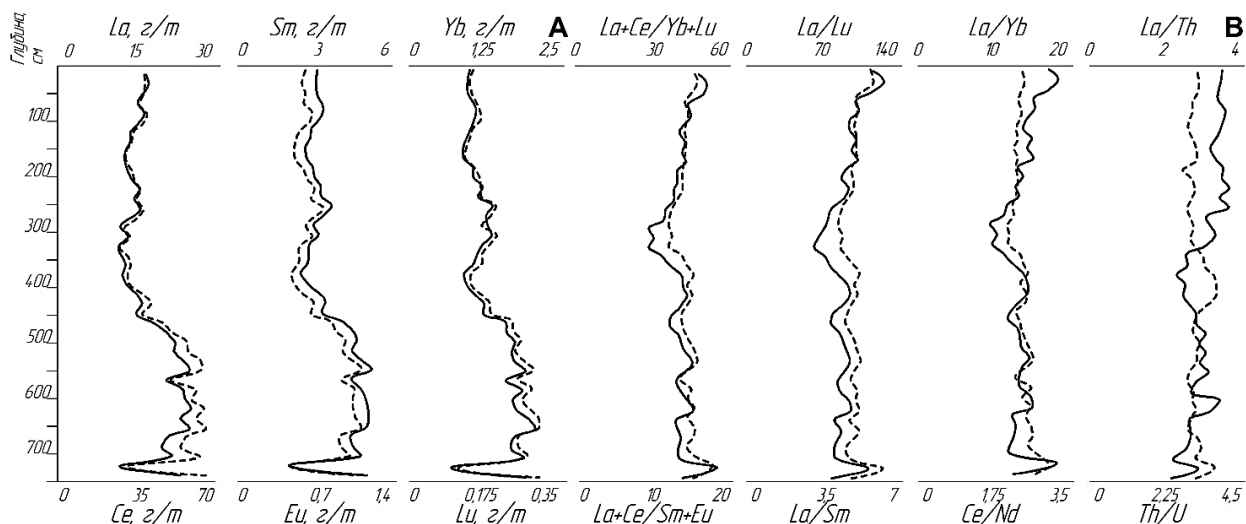 Глубина, см
La, г/т Sm, г/т Yb, г/т A La+Ce/Yb+Lu La/Lu La/Yb La/Th B
0 15 30 0 3 6 0 1,25 2,5 0 30 60 0 70 140 0 10 20 0 2 4
100
200
300
400
500
600
700
0 35 70 0 0,7 1,4 0 0,175 0,35 0 10 20 0 3,5 7 0 1,75 3,5 0 2,25 4,5
Ce, г/т Eu, г/т Lu, г/т La+Ce/Sm+Eu La/Sm Ce/Nd Th/U